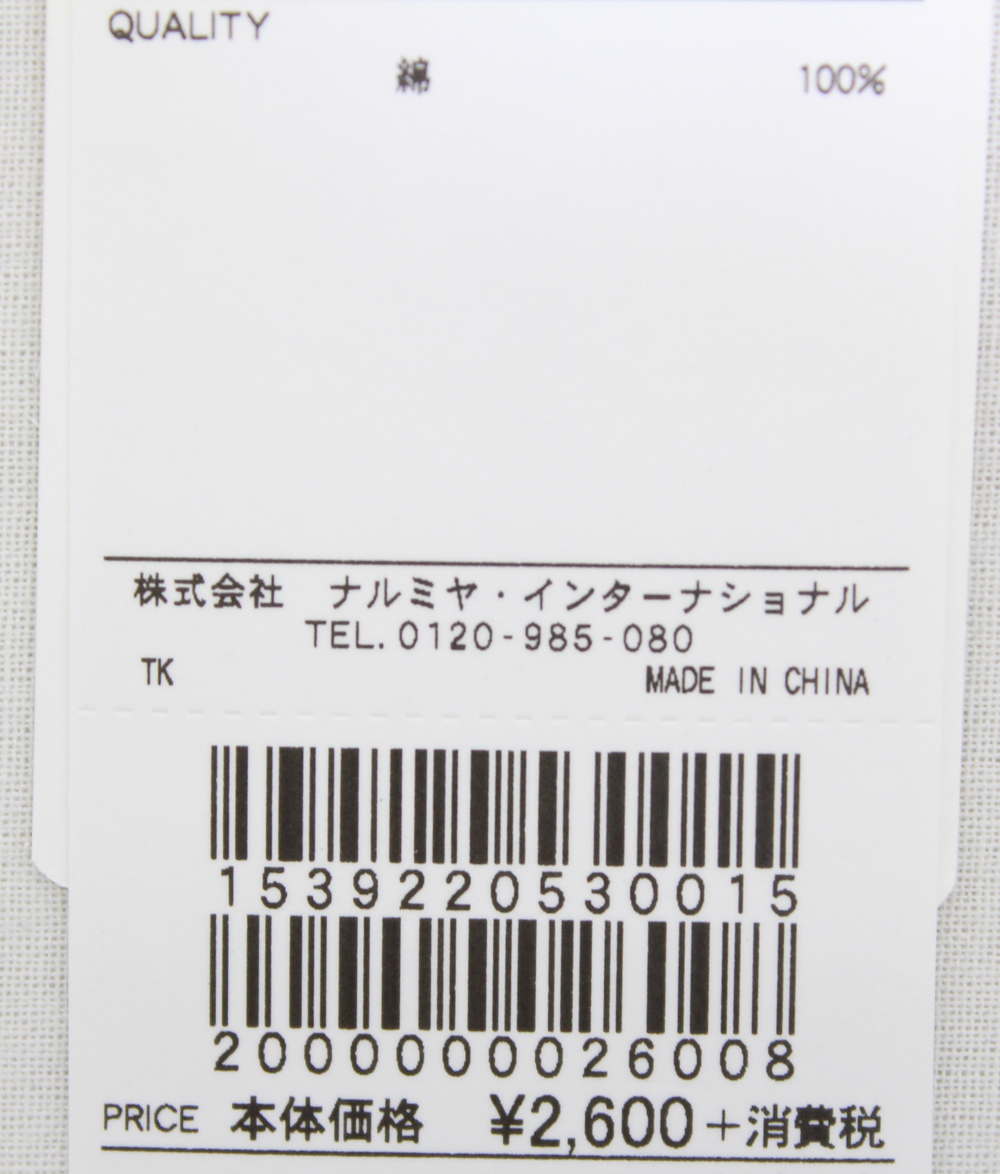 QUALITY
綿 100%
株式会社 ナルミヤ・インターナショナル
TEL. 0120-985-080
TK MADE IN CHINA
1539220530015
2000000026008
PRICE 本体価格 ¥2,600+消費税